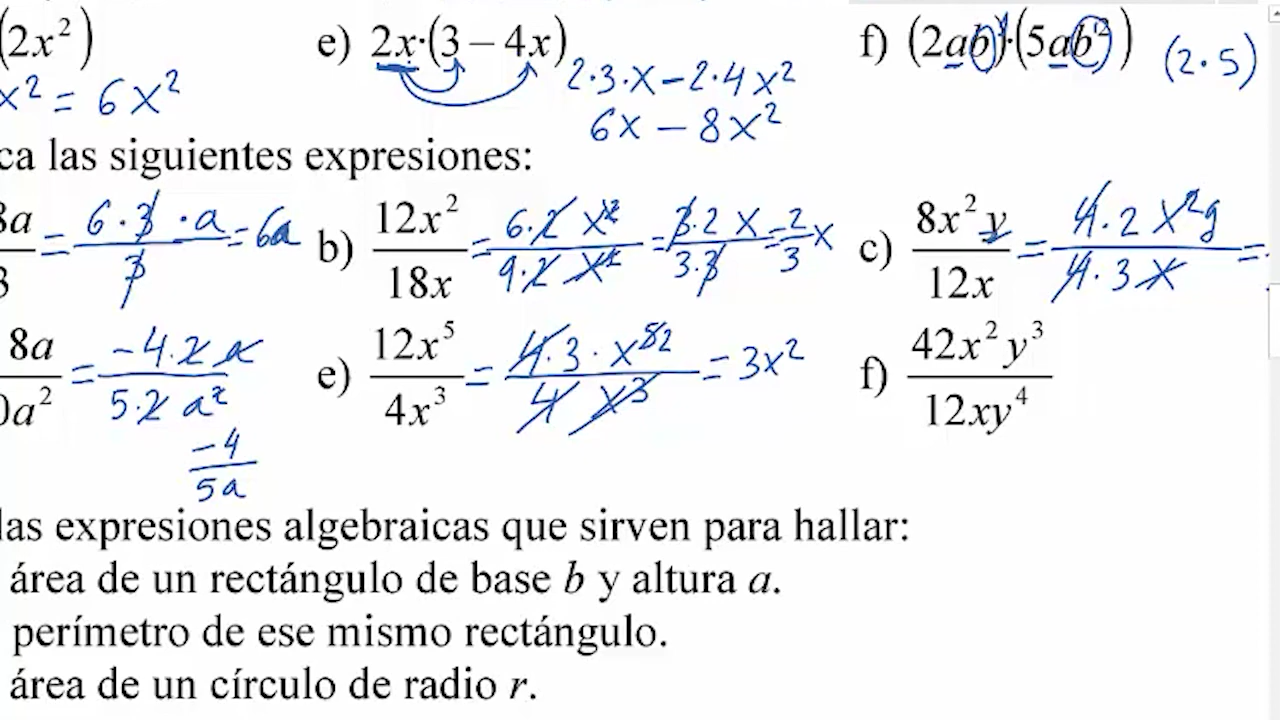 (2x²) e) 2x·(3 – 4x) f) (2ab)·(5ab²) (2·5)
x² = 6x² 2·3·x – 2·4x²
6x – 8x²
ca las siguientes expresiones:
8a/3 = 6·3·a/3 = 6a b) 12x²/18x = 6·2 x²/9·2 x = 3·2 x/3·3 = 2/3 x c) 8x²y/12x = 4·2 x²y/4·3 x =
8a/0a² = –4·2 a/5·2 a² e) 12x⁵/4x³ = 4·3·x⁵ 2/4 x³ = 3x² f) 42x²y³/12xy⁴
–4/5a
las expresiones algebraicas que sirven para hallar:
área de un rectángulo de base b y altura a.
perímetro de ese mismo rectángulo.
área de un círculo de radio r.